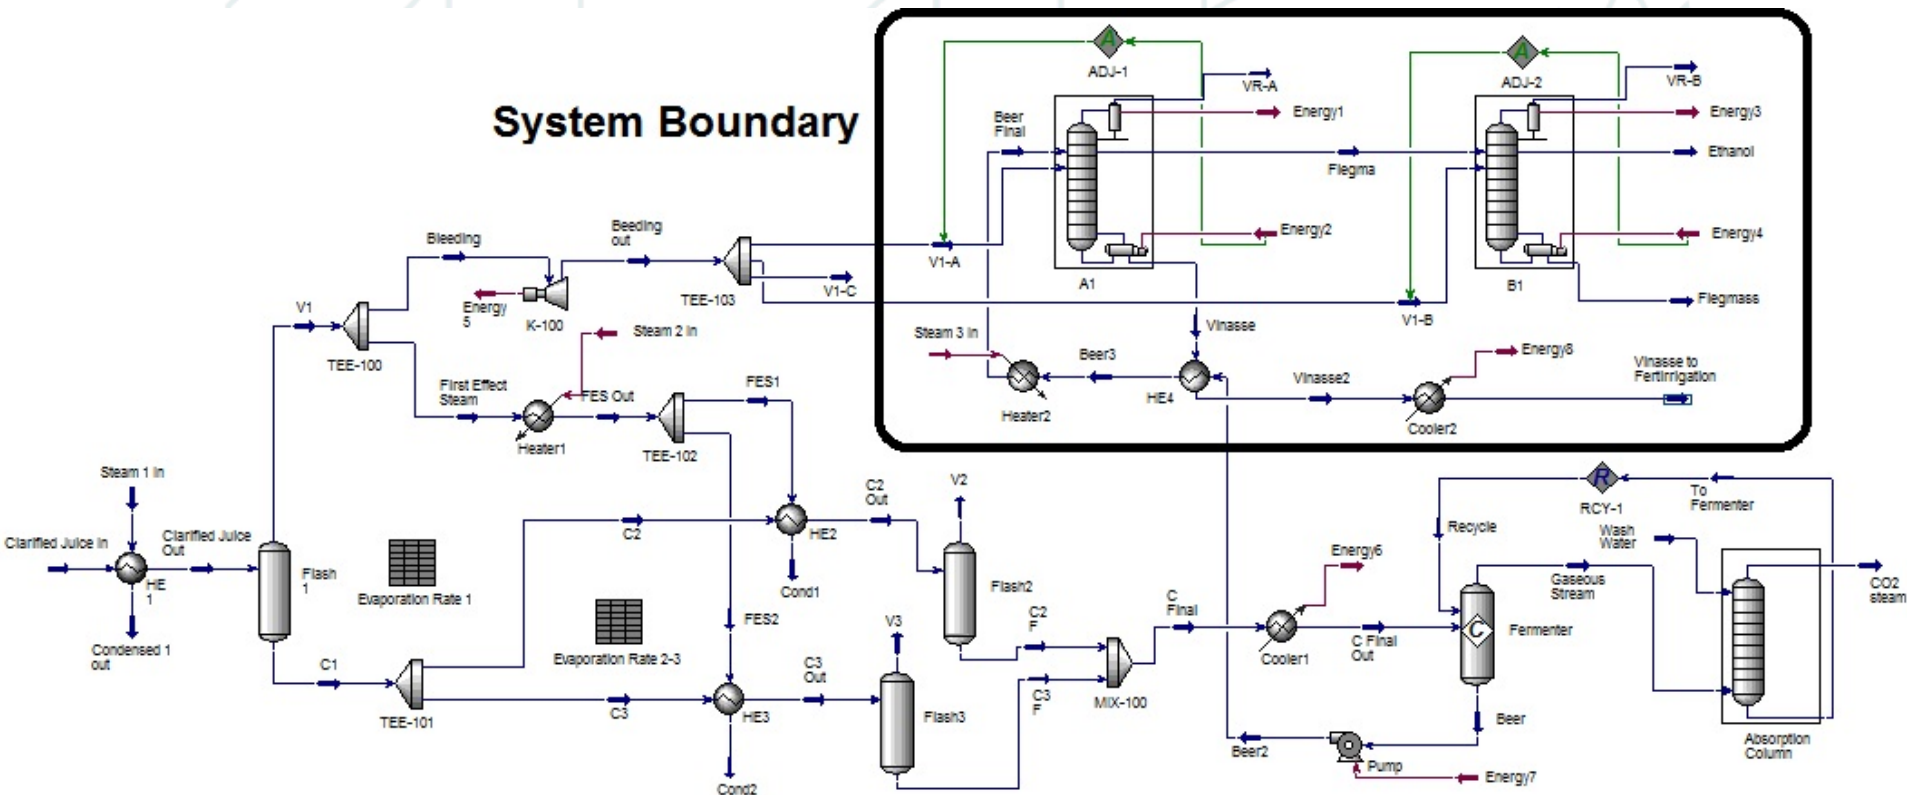 System Boundary
ADJ-1
ADJ-2
VR-A
VR-B
Energy1
Energy3
Beer
Final
Flegma
Ethanol
Energy2
Energy4
V1-A
A1
B1
Flegmass
V1-B
Bleeding
Beeding
out
V1
TEE-103
V1-C
Energy
5
K-100
Steam 2 in
TEE-100
Vinasse
Steam 3 in
Beer3
HE4
Heater2
Vinasse2
Energy8
Vinasse to
Fertirrigation
Cooler2
First Effect
Steam
FES Out
FES1
Heater1
TEE-102
Steam 1 in
Clarified Juice in
Clarified Juice
Out
HE
1
Condensed 1
out
Flash
1
Evaporation Rate 1
C2
HE2
C2
Out
V2
Cond1
Flash2
Evaporation Rate 2-3
FES2
V3
C1
TEE-101
C3
HE3
C3
Out
Flash3
Cond2
C2
F
C3
F
MIX-100
C
Final
Energy6
Cooler1
C Final
Out
RCY-1
To
Fermenter
Recycle
Wash
Water
Gaseous
Stream
CO2
steam
C
Fermenter
Beer
Beer2
Pump
Energy7
Absorption
Column
A
A
R